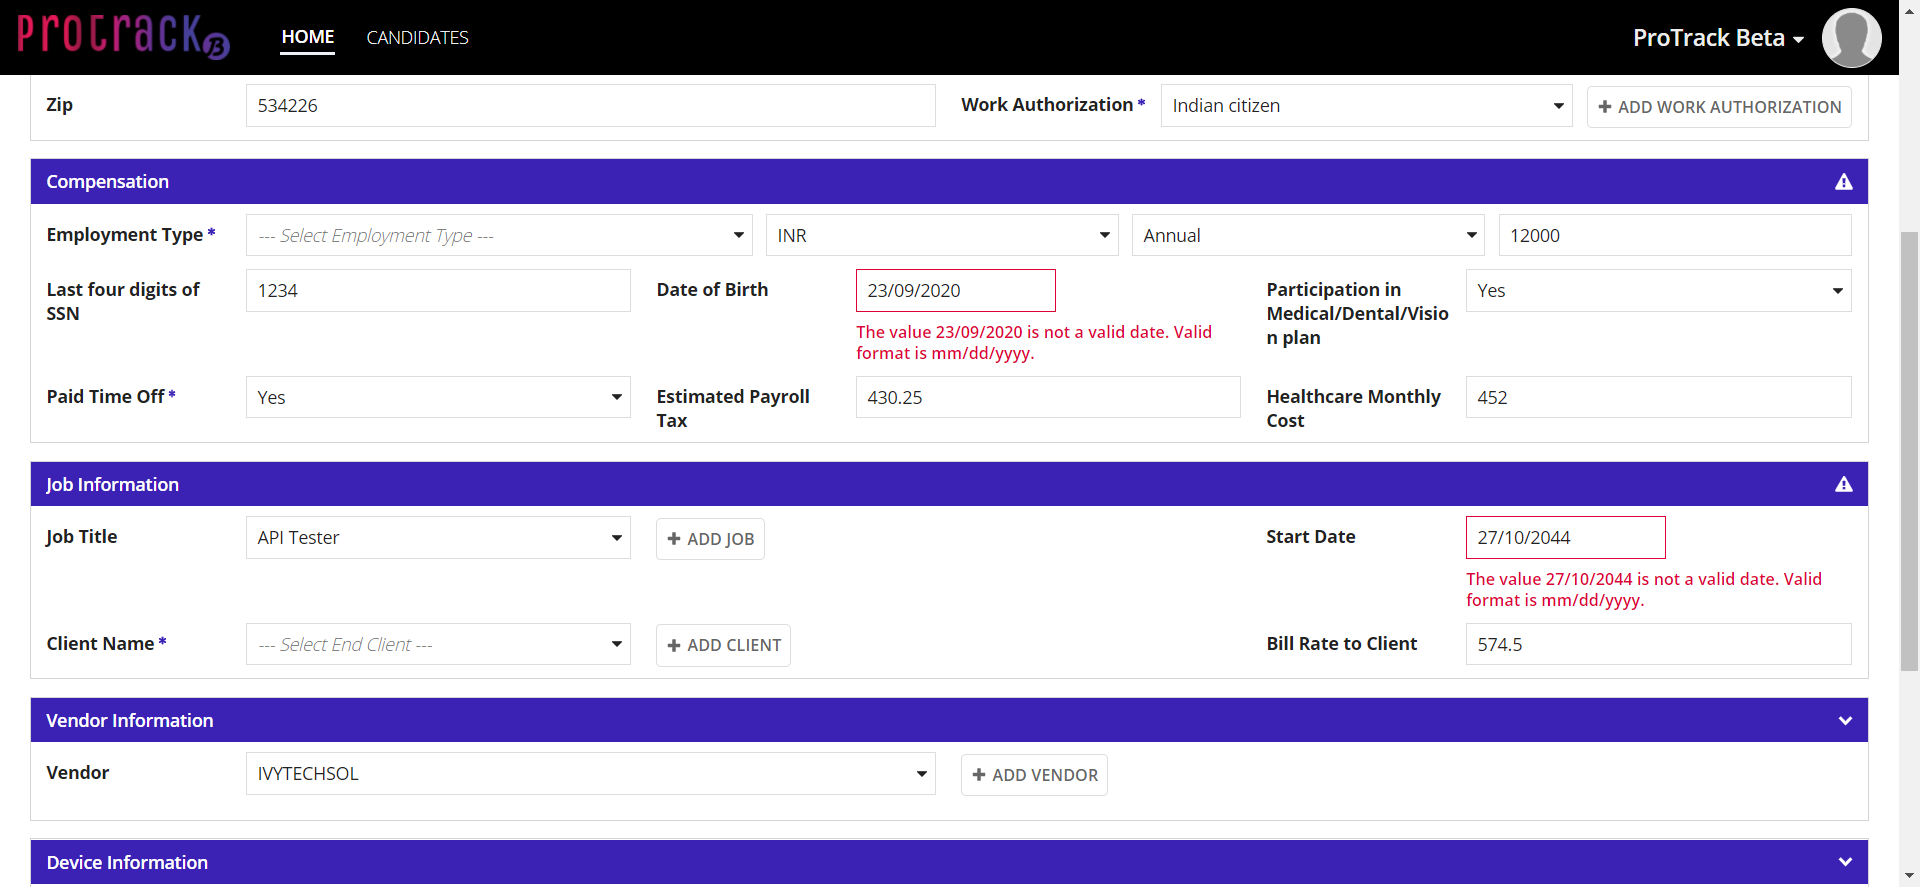 ProTrack B
HOME
CANDIDATES
ProTrack Beta
Zip
534226
Work Authorization *
Indian citizen
+ ADD WORK AUTHORIZATION
Compensation
Employment Type *
--- Select Employment Type ---
INR
Annual
12000
Last four digits of
SSN
1234
Date of Birth
23/09/2020
The value 23/09/2020 is not a valid date. Valid
format is mm/dd/yyyy.
Participation in
Medical/Dental/Visio
n plan
Yes
Paid Time Off *
Yes
Estimated Payroll
Tax
430.25
Healthcare Monthly
Cost
452
Job Information
Job Title
API Tester
+ ADD JOB
Start Date
27/10/2044
The value 27/10/2044 is not a valid date. Valid
format is mm/dd/yyyy.
Client Name *
--- Select End Client ---
+ ADD CLIENT
Bill Rate to Client
574.5
Vendor Information
Vendor
IVYTECHSOL
+ ADD VENDOR
Device Information